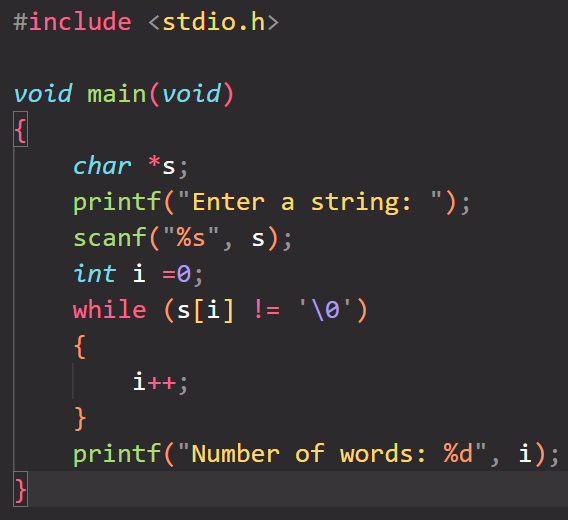 #include <stdio.h>
void main(void)
{
char *s;
printf("Enter a string: ");
scanf("%s", s);
int i =0;
while (s[i] != '\0')
{
i++;
}
printf("Number of words: %d", i);
}